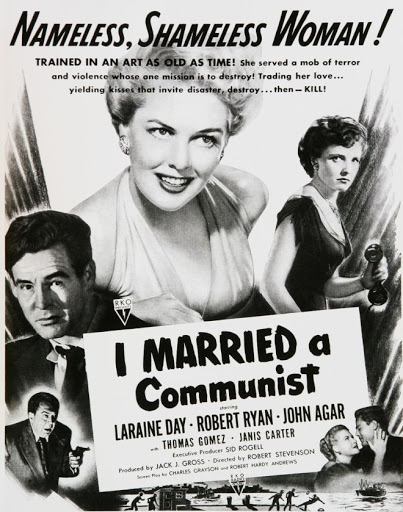 NAMELESS, SHAMELESS WOMAN!
TRAINED IN AN ART AS OLD AS TIME! She served a mob of terror
and violence whose one mission is to destroy! Trading her love...
yielding kisses that invite disaster, destroy...then—KILL!
RKO
I MARRIED a
Communist
starring
LARAINE DAY · ROBERT RYAN · JOHN AGAR
with THOMAS GOMEZ · JANIS CARTER
Executive Producer SID ROGELL
Produced by JACK J. GROSS · Directed by ROBERT STEVENSON
Screen Play by CHARLES GRAYSON and ROBERT HARDY ANDREWS
RKO